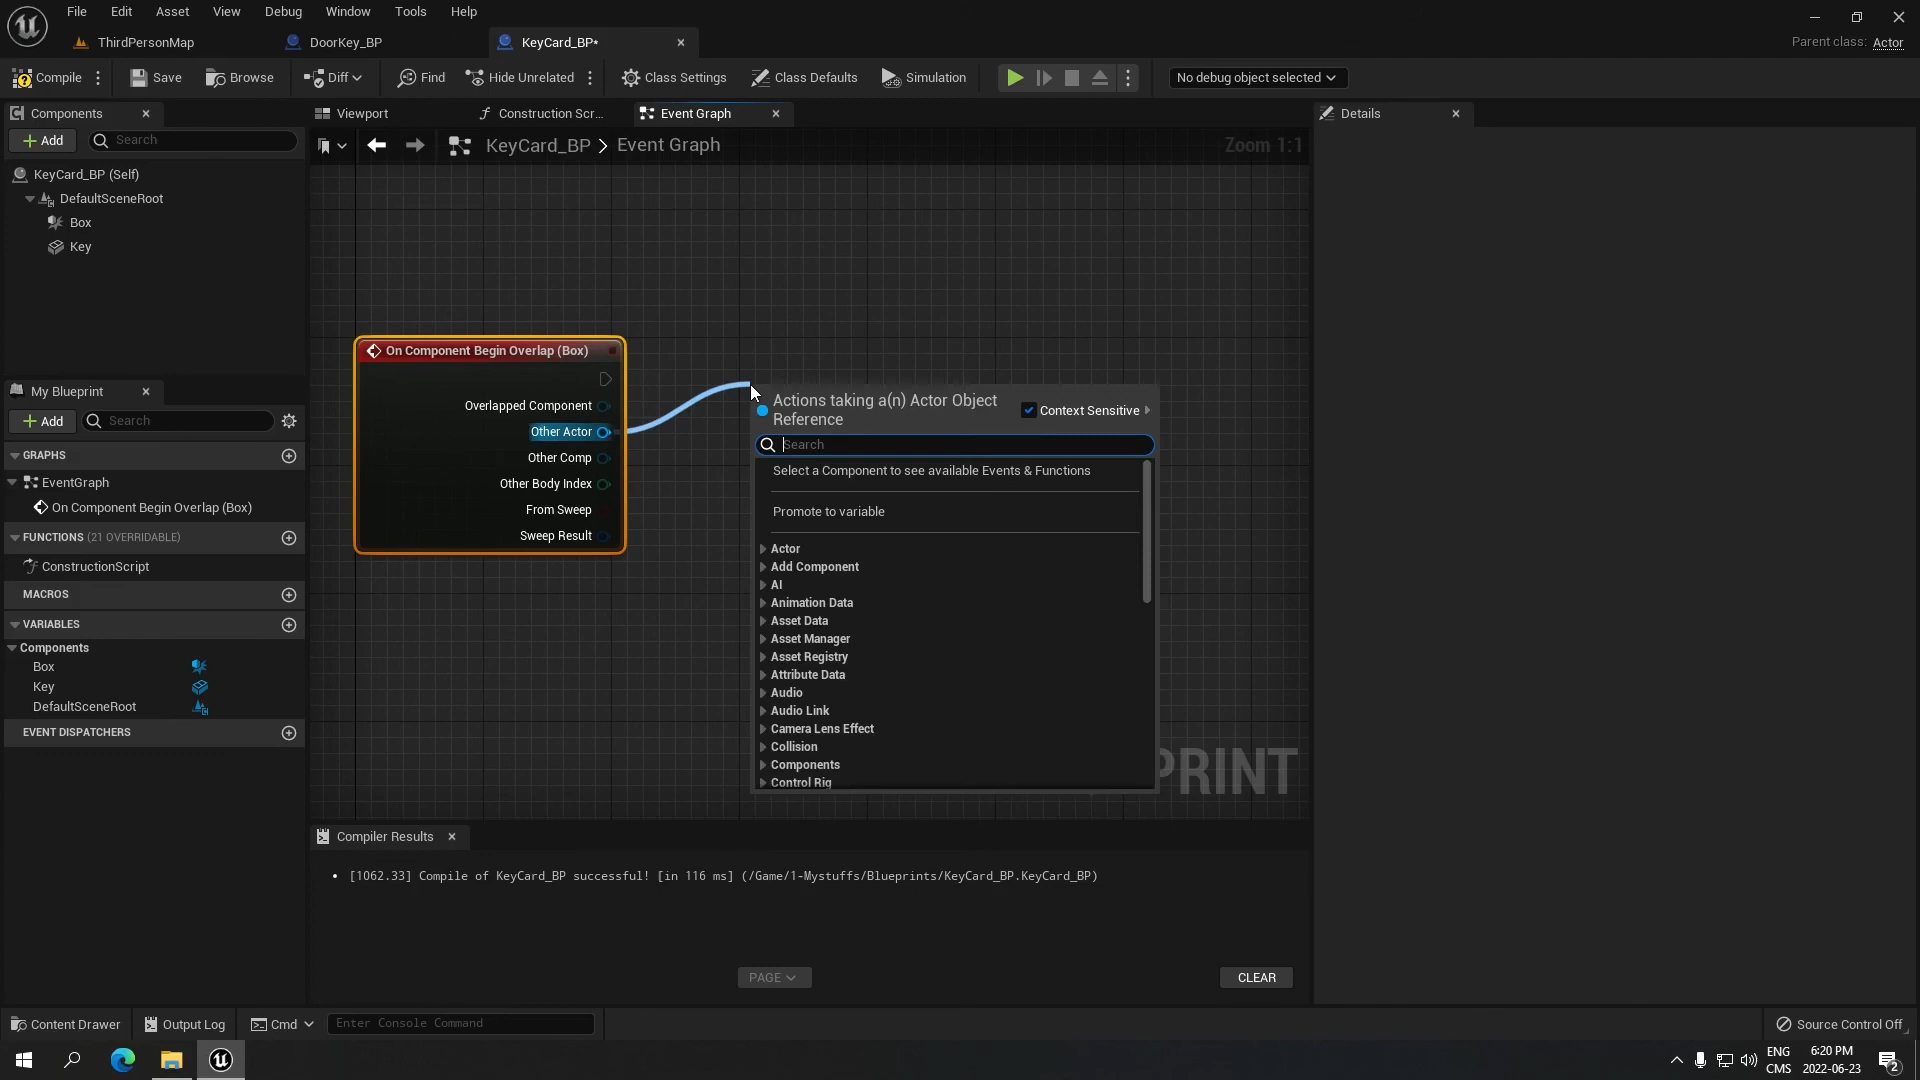 File Edit Asset View Debug Window Tools Help
ThirdPersonMap DoorKey_BP KeyCard_BP*
Parent class: Actor
Compile Save Browse Diff Find Hide Unrelated Class Settings Class Defaults Simulation No debug object selected
Components
Viewport Construction Scr... Event Graph
Details
Add Search
KeyCard_BP > Event Graph
Zoom 1:1
KeyCard_BP (Self)
DefaultSceneRoot
Box
Key
On Component Begin Overlap (Box)
Overlapped Component
Other Actor
Other Comp
Other Body Index
From Sweep
Sweep Result
Actions taking a(n) Actor Object
Reference
Context Sensitive
Search
Select a Component to see available Events & Functions
Promote to variable
Actor
Add Component
AI
Animation Data
Asset Data
Asset Manager
Asset Registry
Attribute Data
Audio
Audio Link
Camera Lens Effect
Collision
Components
Control Rig
PRINT
My Blueprint
Add Search
GRAPHS
EventGraph
On Component Begin Overlap (Box)
FUNCTIONS (21 OVERRIDABLE)
ConstructionScript
MACROS
VARIABLES
Components
Box
Key
DefaultSceneRoot
EVENT DISPATCHERS
Compiler Results
[1062.33] Compile of KeyCard_BP successful! [in 116 ms] (/Game/1-Mystuffs/Blueprints/KeyCard_BP.KeyCard_BP)
PAGE
CLEAR
Content Drawer Output Log Cmd Enter Console Command
Source Control Off
ENG
CMS
6:20 PM
2022-06-23
2